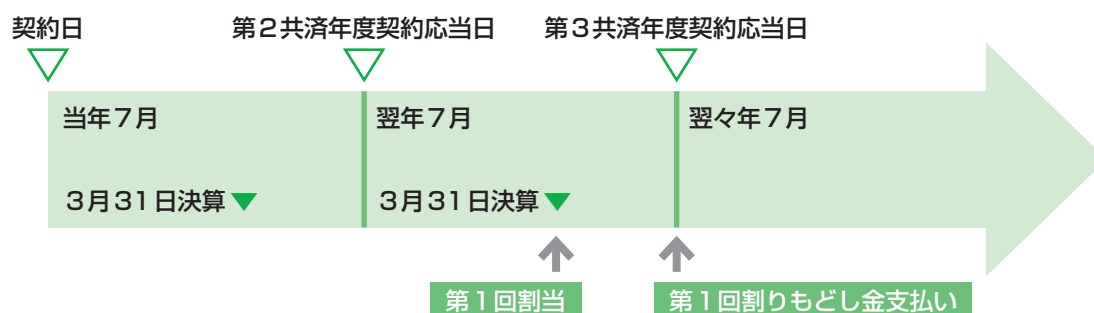 契約日
第2共済年度契約応当日
第3共済年度契約応当日
当年7月
翌年7月
翌々年7月
3月31日決算
3月31日決算
第1回割当
第1回割りもどし金支払い